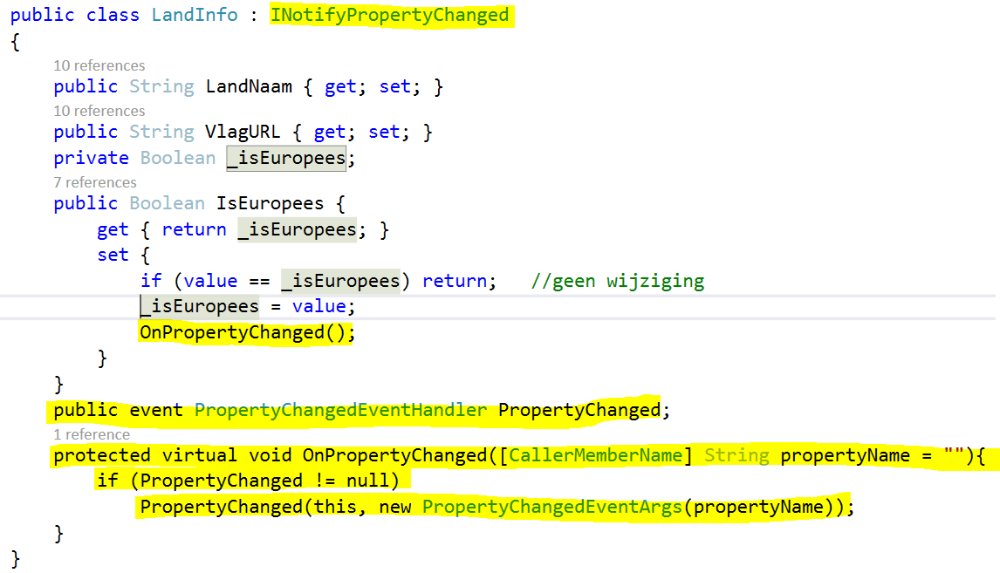 public class LandInfo : INotifyPropertyChanged
{
10 references
public String LandNaam { get; set; }
10 references
public String VlagURL { get; set; }
private Boolean _isEuropees;
7 references
public Boolean IsEuropees {
get { return _isEuropees; }
set {
if (value == _isEuropees) return; //geen wijziging
_isEuropees = value;
OnPropertyChanged();
}
}
public event PropertyChangedEventHandler PropertyChanged;
1 reference
protected virtual void OnPropertyChanged([CallerMemberName] String propertyName = ""){
if (PropertyChanged != null)
PropertyChanged(this, new PropertyChangedEventArgs(propertyName));
}
}